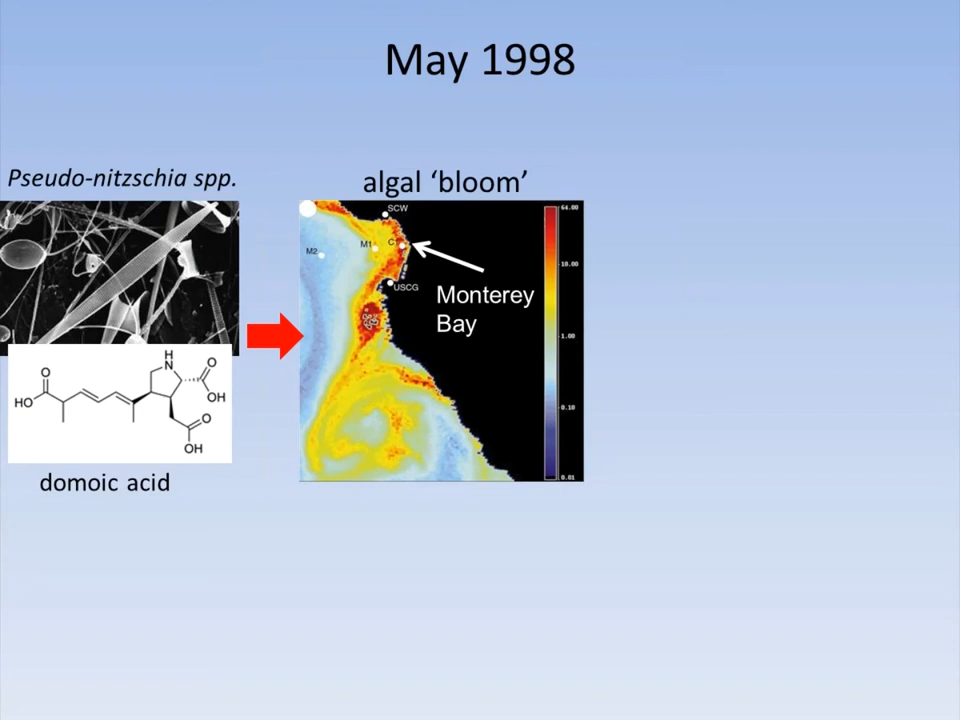 May 1998
Pseudo-nitzschia spp.
algal ‘bloom’
SCW
64.00
M1
C1
M2
10.00
USCG
Monterey
Bay
1.00
H
N
O
O
HO
OH
O
OH
0.10
0.01
domoic acid